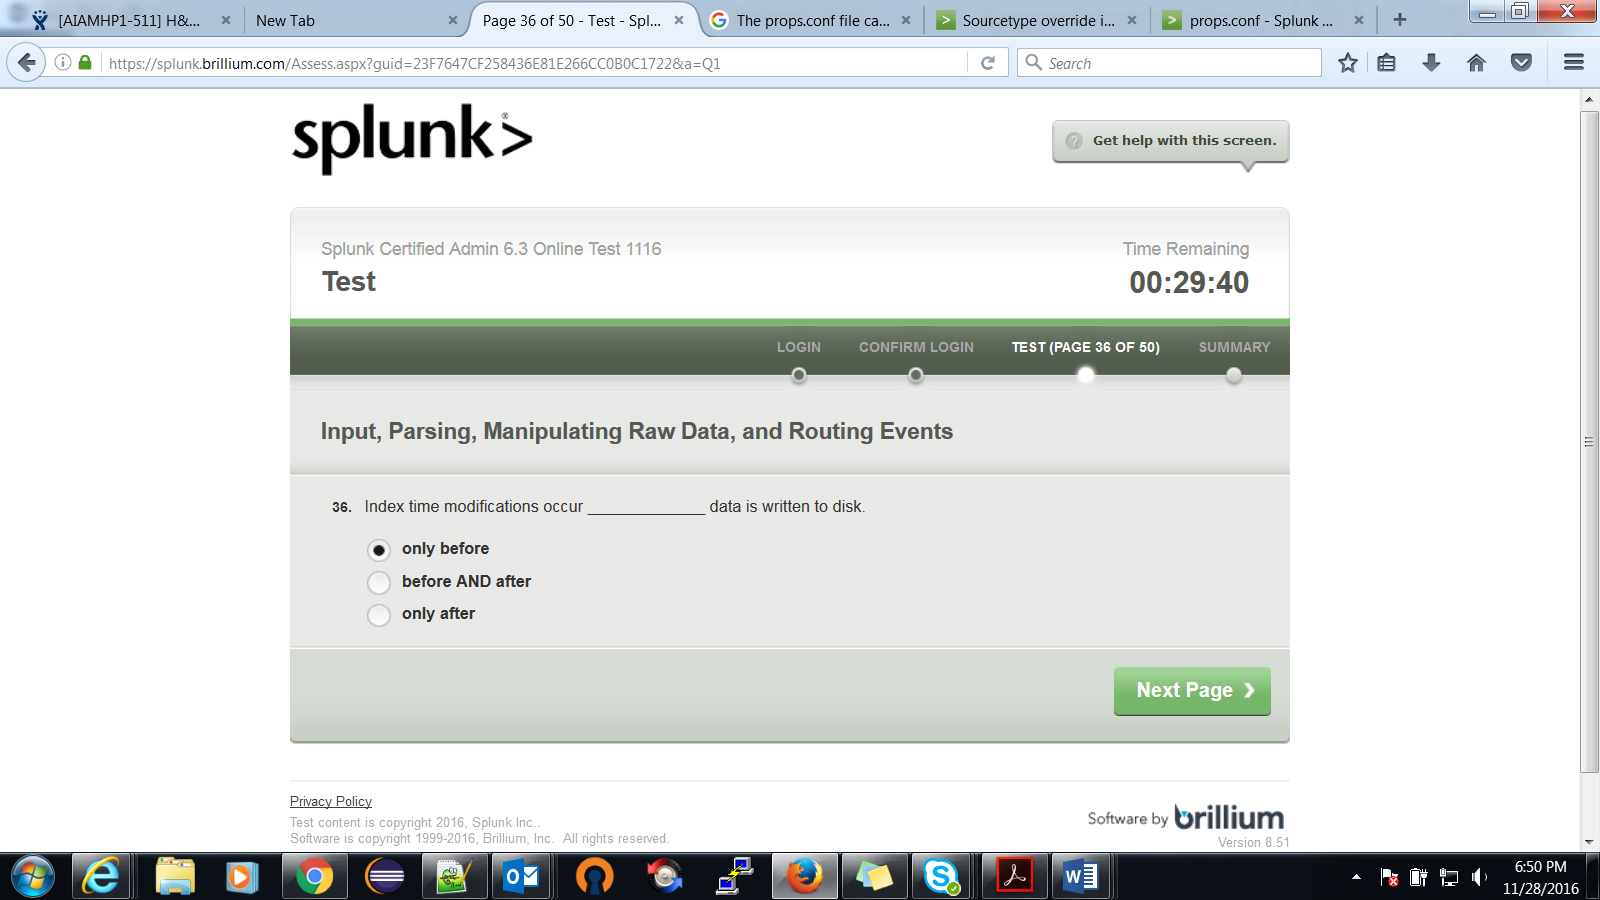 [AIAMHP1-511] H&...
New Tab
Page 36 of 50 - Test - Spl...
The props.conf file ca...
Sourcetype override i...
props.conf - Splunk ...
https://splunk.brillium.com/Assess.aspx?guid=23F7647CF258436E81E266CC0B0C1722&a=Q1
Search
splunk>
Get help with this screen.
Splunk Certified Admin 6.3 Online Test 1116
Time Remaining
Test
00:29:40
LOGIN
CONFIRM LOGIN
TEST (PAGE 36 OF 50)
SUMMARY
Input, Parsing, Manipulating Raw Data, and Routing Events
36. Index time modifications occur _____________ data is written to disk.
only before
before AND after
only after
Next Page
Privacy Policy
Test content is copyright 2016, Splunk Inc..
Software is copyright 1999-2016, Brillium, Inc. All rights reserved.
Software by brillium
Version 8.51
6:50 PM
11/28/2016